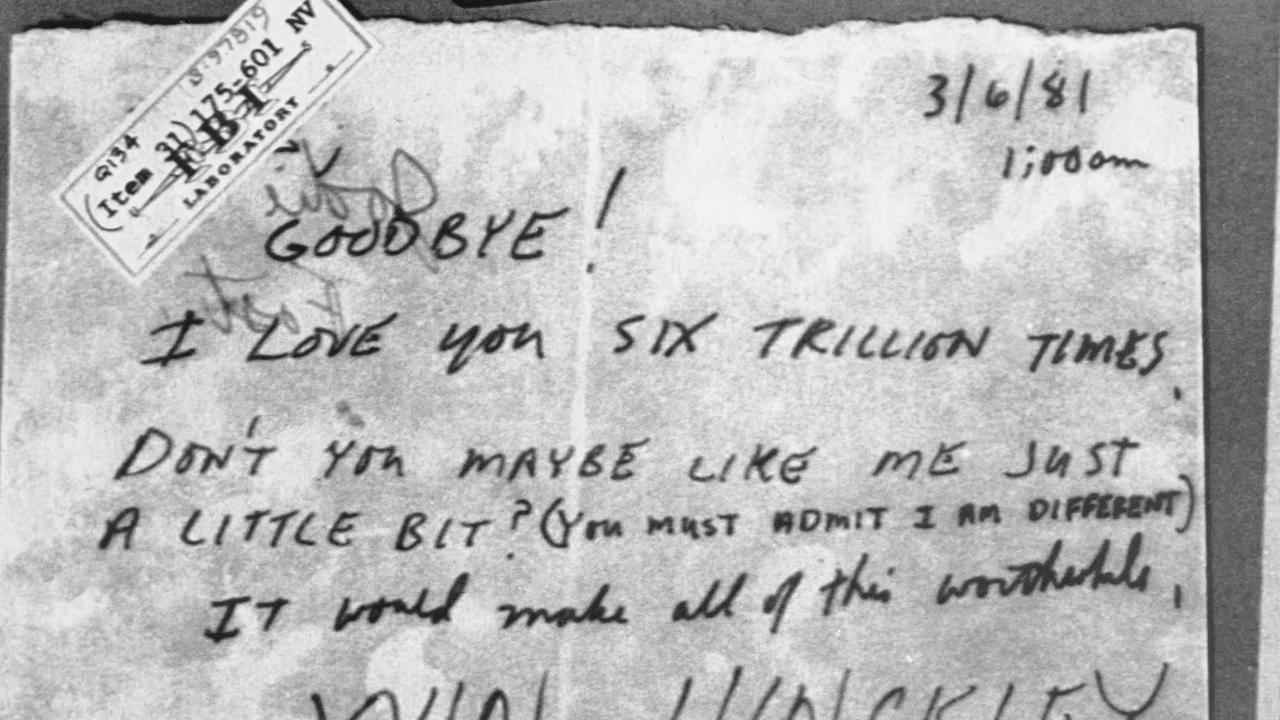 897819
Q134
(Item 31) 175-601 NV
FBI
LABORATORY
3/6/81
1;00am
GOODBYE!
I LOVE you SIX TRILLION TIMES.
DON'T YOU MAYBE LIKE ME JUST
A LITTLE BIT? (You must ADMIT I AM DIFFERENT)
IT would make all of this worthwhile,
HINCKLEY